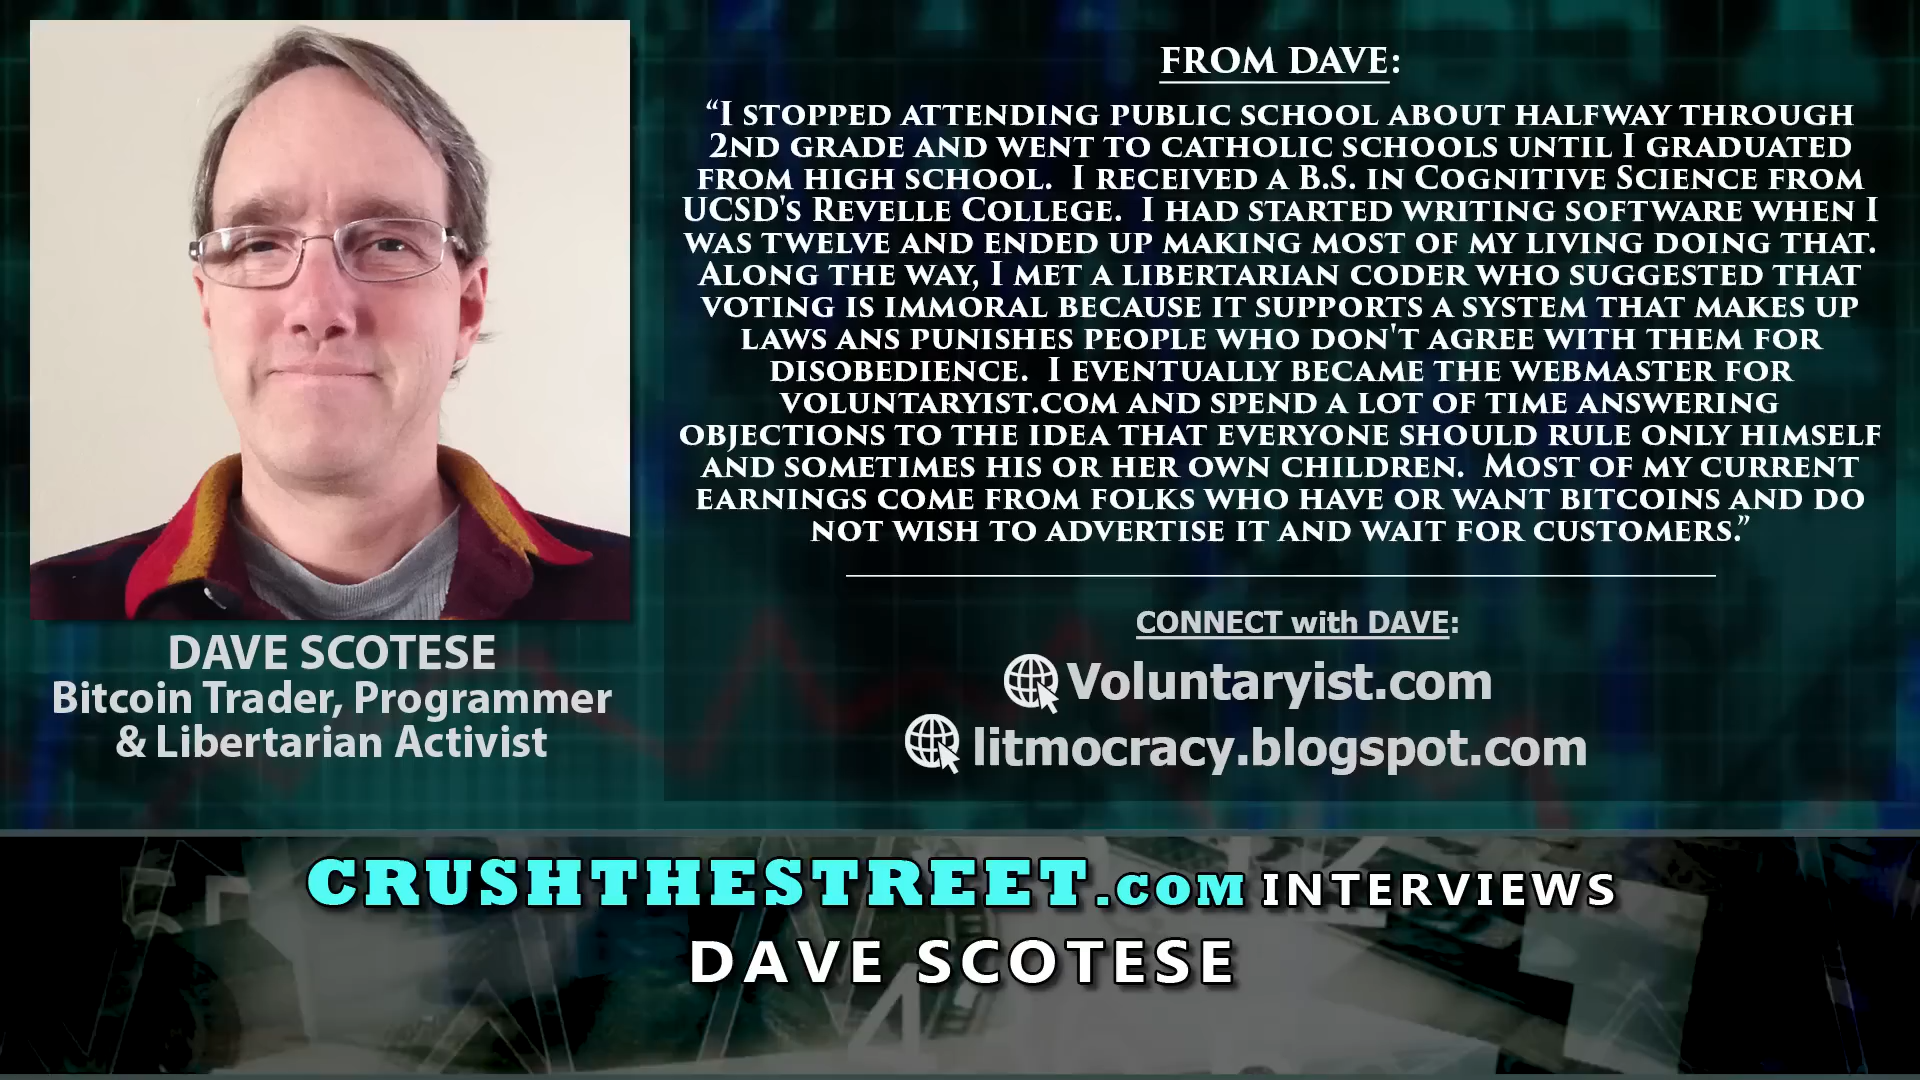 FROM DAVE:
“I STOPPED ATTENDING PUBLIC SCHOOL ABOUT HALFWAY THROUGH
2ND GRADE AND WENT TO CATHOLIC SCHOOLS UNTIL I GRADUATED
FROM HIGH SCHOOL. I RECEIVED A B.S. IN COGNITIVE SCIENCE FROM
UCSD'S REVELLE COLLEGE. I HAD STARTED WRITING SOFTWARE WHEN I
WAS TWELVE AND ENDED UP MAKING MOST OF MY LIVING DOING THAT.
ALONG THE WAY, I MET A LIBERTARIAN CODER WHO SUGGESTED THAT
VOTING IS IMMORAL BECAUSE IT SUPPORTS A SYSTEM THAT MAKES UP
LAWS ANS PUNISHES PEOPLE WHO DON'T AGREE WITH THEM FOR
DISOBEDIENCE. I EVENTUALLY BECAME THE WEBMASTER FOR
VOLUNTARYIST.COM AND SPEND A LOT OF TIME ANSWERING
OBJECTIONS TO THE IDEA THAT EVERYONE SHOULD RULE ONLY HIMSELF
AND SOMETIMES HIS OR HER OWN CHILDREN. MOST OF MY CURRENT
EARNINGS COME FROM FOLKS WHO HAVE OR WANT BITCOINS AND DO
NOT WISH TO ADVERTISE IT AND WAIT FOR CUSTOMERS.”
DAVE SCOTESE
Bitcoin Trader, Programmer
& Libertarian Activist
CONNECT with DAVE:
Voluntaryist.com
litmocracy.blogspot.com
CRUSHTHESTREET.COM INTERVIEWS
DAVE SCOTESE